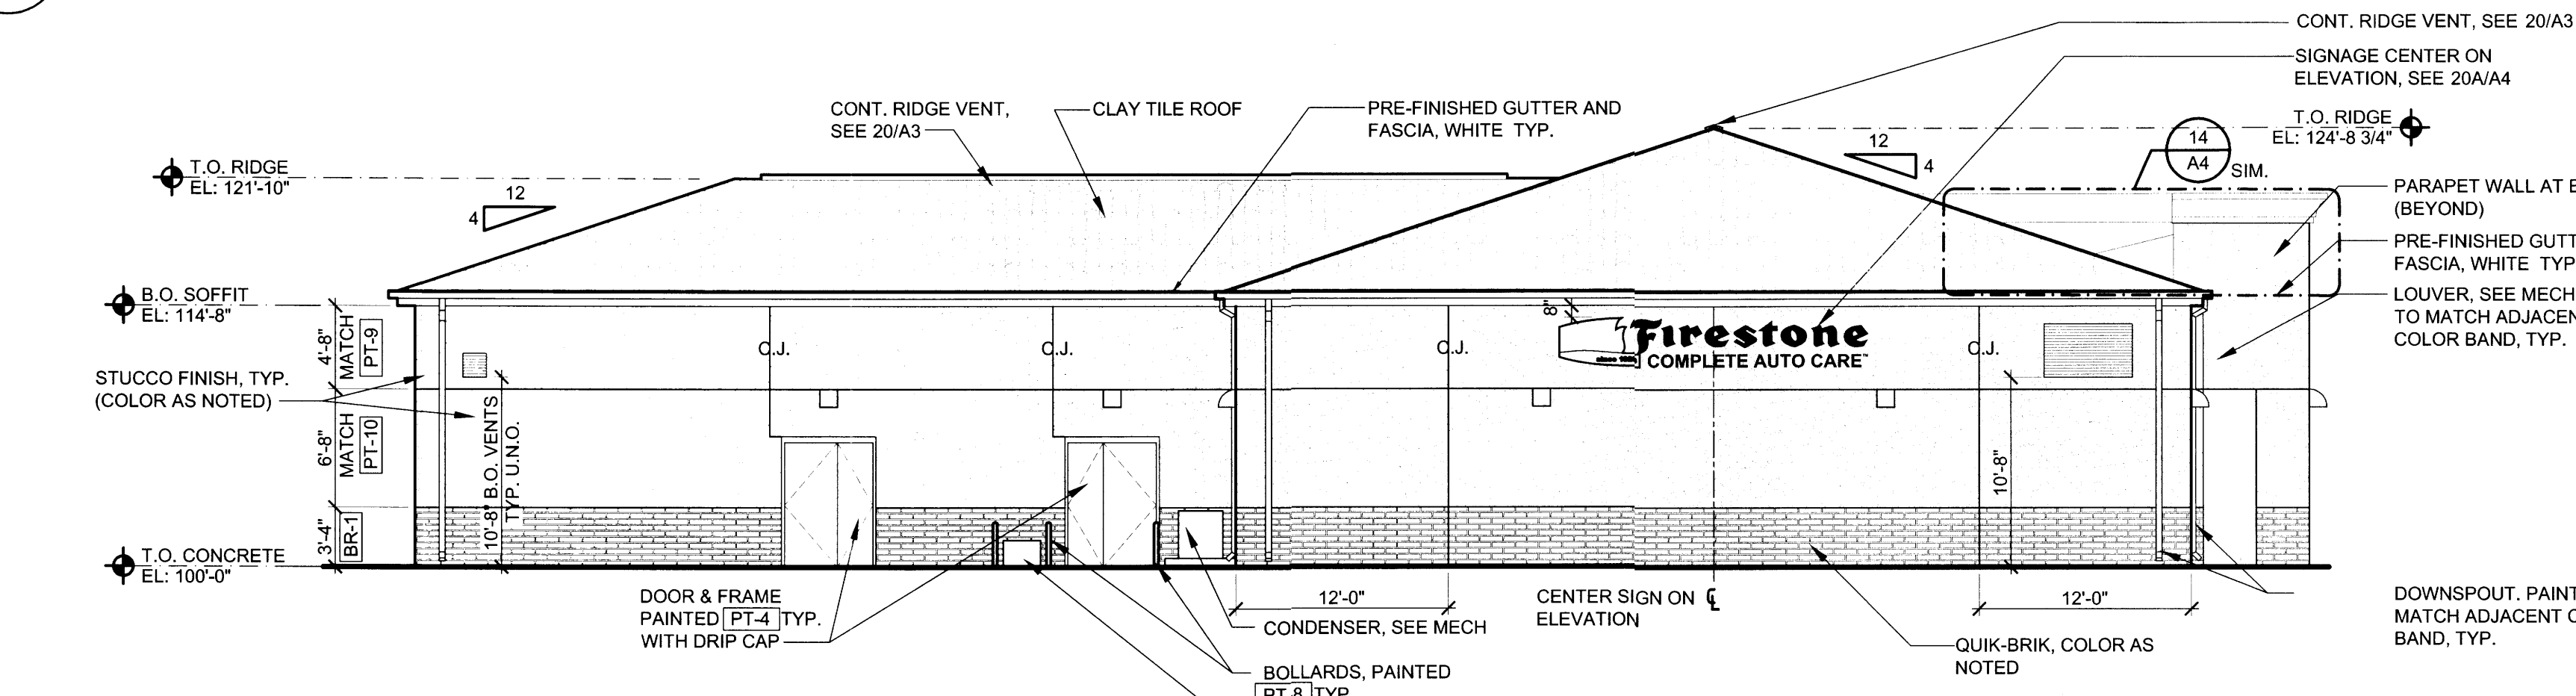 CONT. RIDGE VENT, SEE 20/A3
SIGNAGE CENTER ON
ELEVATION, SEE 20A/A4
CONT. RIDGE VENT,
SEE 20/A3
CLAY TILE ROOF
PRE-FINISHED GUTTER AND
FASCIA, WHITE TYP.
T.O. RIDGE
EL: 124'-8 3/4"
12
4
14
A4
SIM.
T.O. RIDGE
EL: 121'-10"
12
4
PARAPET WALL AT
(BEYOND)
PRE-FINISHED
FASCIA, WHITE
LOUVER, SEE MECH
TO MATCH
COLOR BAND, TYP.
B.O. SOFFIT
EL: 114'-8"
4'-8"
MATCH
PT-9
STUCCO FINISH, TYP.
(COLOR AS NOTED)
C.J.
C.J.
C.J.
C.J.
8"
Firestone
COMPLETE AUTO CARE™
6'-8"
MATCH
PT-10
10'-8" B.O. VENTS
TYP. U.N.O.
10'-8"
3'-4"
BR-1
T.O. CONCRETE
EL: 100'-0"
DOOR & FRAME
PAINTED PT-4 TYP.
WITH DRIP CAP
12'-0"
CONDENSER, SEE MECH
CENTER SIGN ON ℄
ELEVATION
12'-0"
QUIK-BRIK, COLOR AS
NOTED
DOWNSPOUT. PAINT
MATCH ADJACENT
BAND, TYP.
BOLLARDS, PAINTED
PT-8 TYP